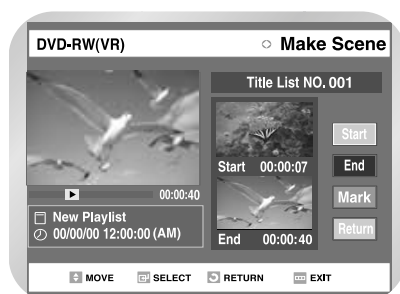 DVD-RW(VR)
Make Scene
Title List NO. 001
Start 00:00:07
End 00:00:40
Start
End
Mark
Return
00:00:40
New Playlist
00/00/00 12:00:00 (AM)
MOVE SELECT RETURN EXIT